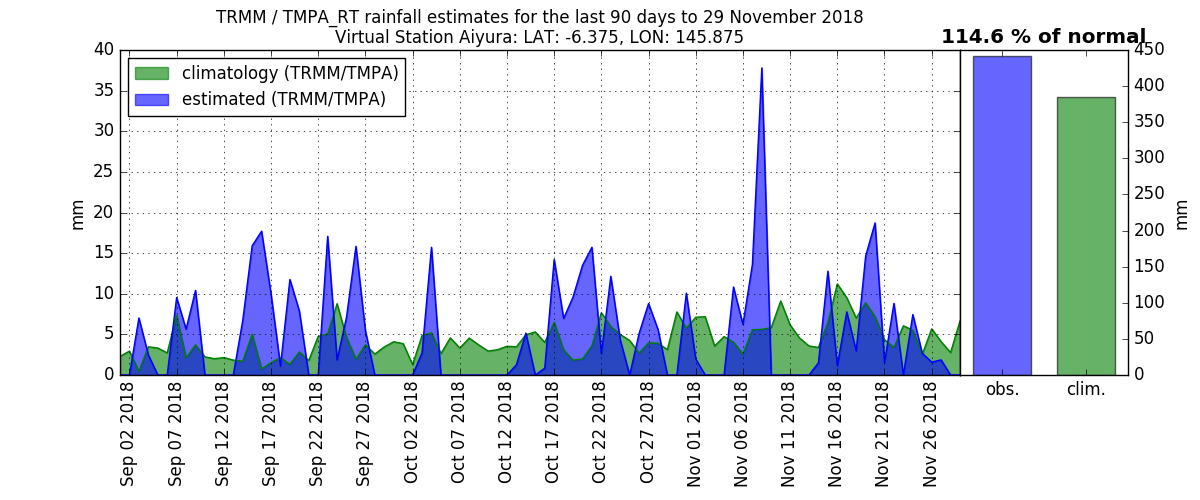 TRMM / TMPA_RT rainfall estimates for the last 90 days to 29 November 2018
Virtual Station Aiyura: LAT: -6.375, LON: 145.875
114.6 % of normal
climatology (TRMM/TMPA)
estimated (TRMM/TMPA)
mm
40
35
30
25
20
15
10
5
0
Sep 02 2018
Sep 07 2018
Sep 12 2018
Sep 17 2018
Sep 22 2018
Sep 27 2018
Oct 02 2018
Oct 07 2018
Oct 12 2018
Oct 17 2018
Oct 22 2018
Oct 27 2018
Nov 01 2018
Nov 06 2018
Nov 11 2018
Nov 16 2018
Nov 21 2018
Nov 26 2018
obs.
clim.
450
400
350
300
250
200
150
100
50
0
mm